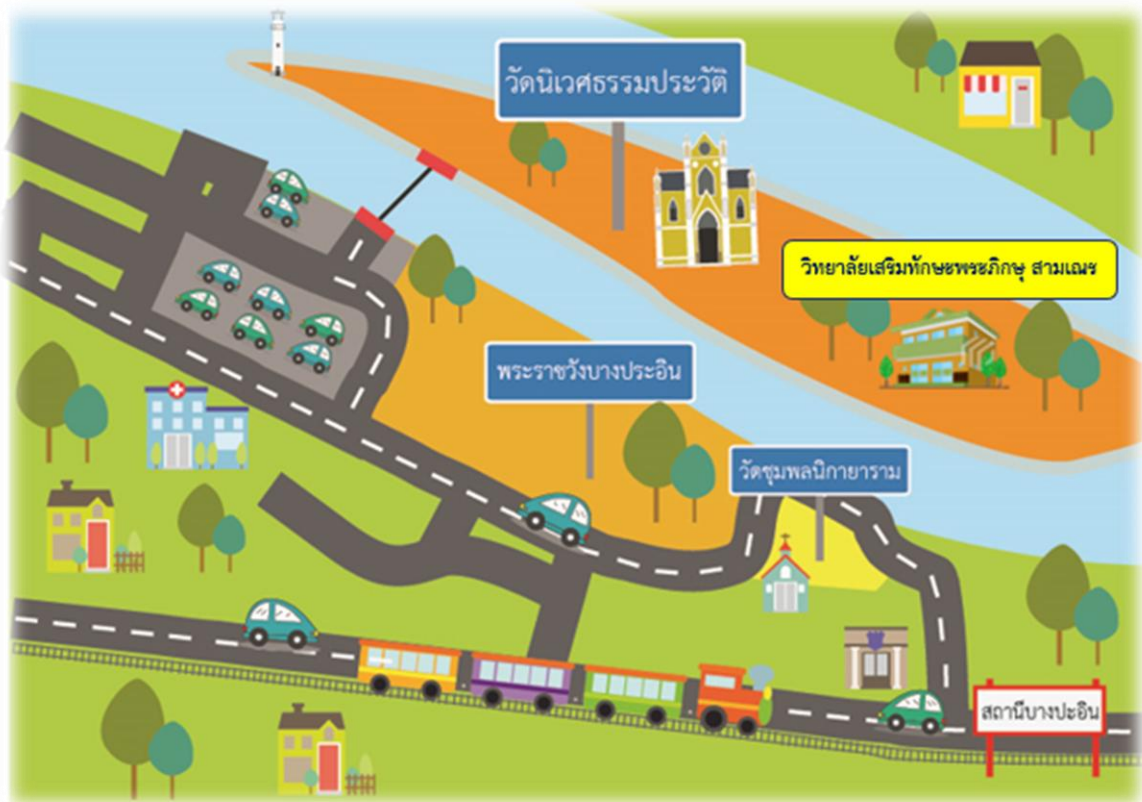 วัดนิเวศธรรมประวัติ
วิทยาลัยเสริมทักษะพระภิกษุ สามเณร
พระราชวังบางประอิน
วัดชุมพลนิกายาราม
สถานีบางปะอิน